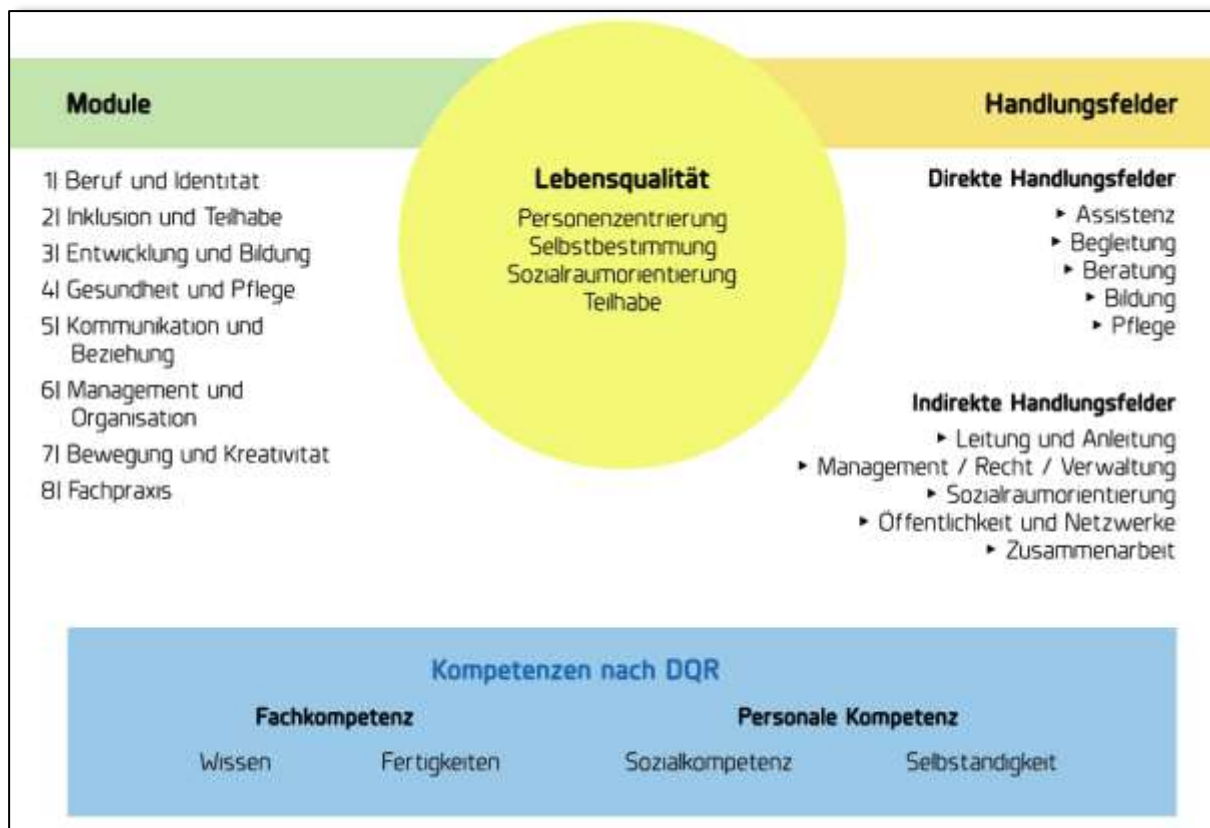 Module
1| Beruf und Identität
2| Inklusion und Teilhabe
3| Entwicklung und Bildung
4| Gesundheit und Pflege
5| Kommunikation und
Beziehung
6| Management und
Organisation
7| Bewegung und Kreativität
8| Fachpraxis
Lebensqualität
Personenzentrierung
Selbstbestimmung
Sozialraumorientierung
Teilhabe
Handlungsfelder
Direkte Handlungsfelder
▸ Assistenz
▸ Begleitung
▸ Beratung
▸ Bildung
▸ Pflege
Indirekte Handlungsfelder
▸ Leitung und Anleitung
▸ Management / Recht / Verwaltung
▸ Sozialraumorientierung
▸ Öffentlichkeit und Netzwerke
▸ Zusammenarbeit
Kompetenzen nach DQR
Fachkompetenz
Personale Kompetenz
Wissen
Fertigkeiten
Sozialkompetenz
Selbständigkeit